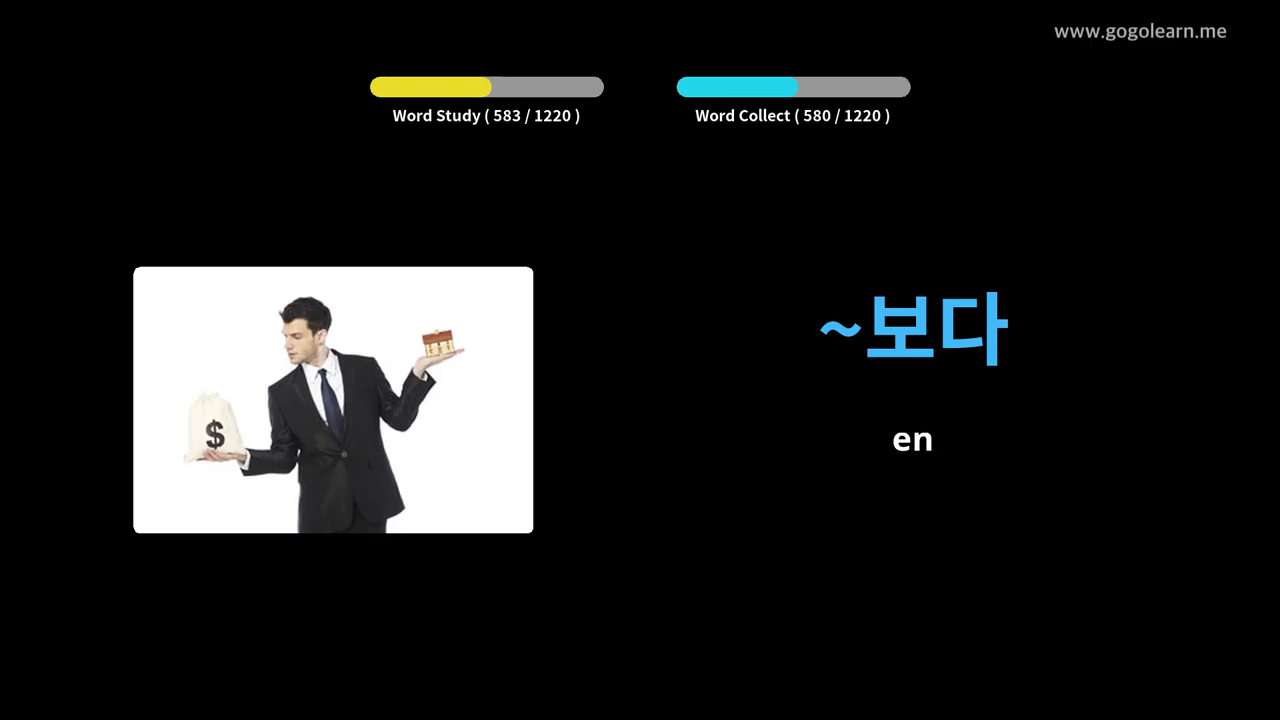 www.gogolearn.me
Word Study ( 583 / 1220 )
Word Collect ( 580 / 1220 )
$
~보다
en